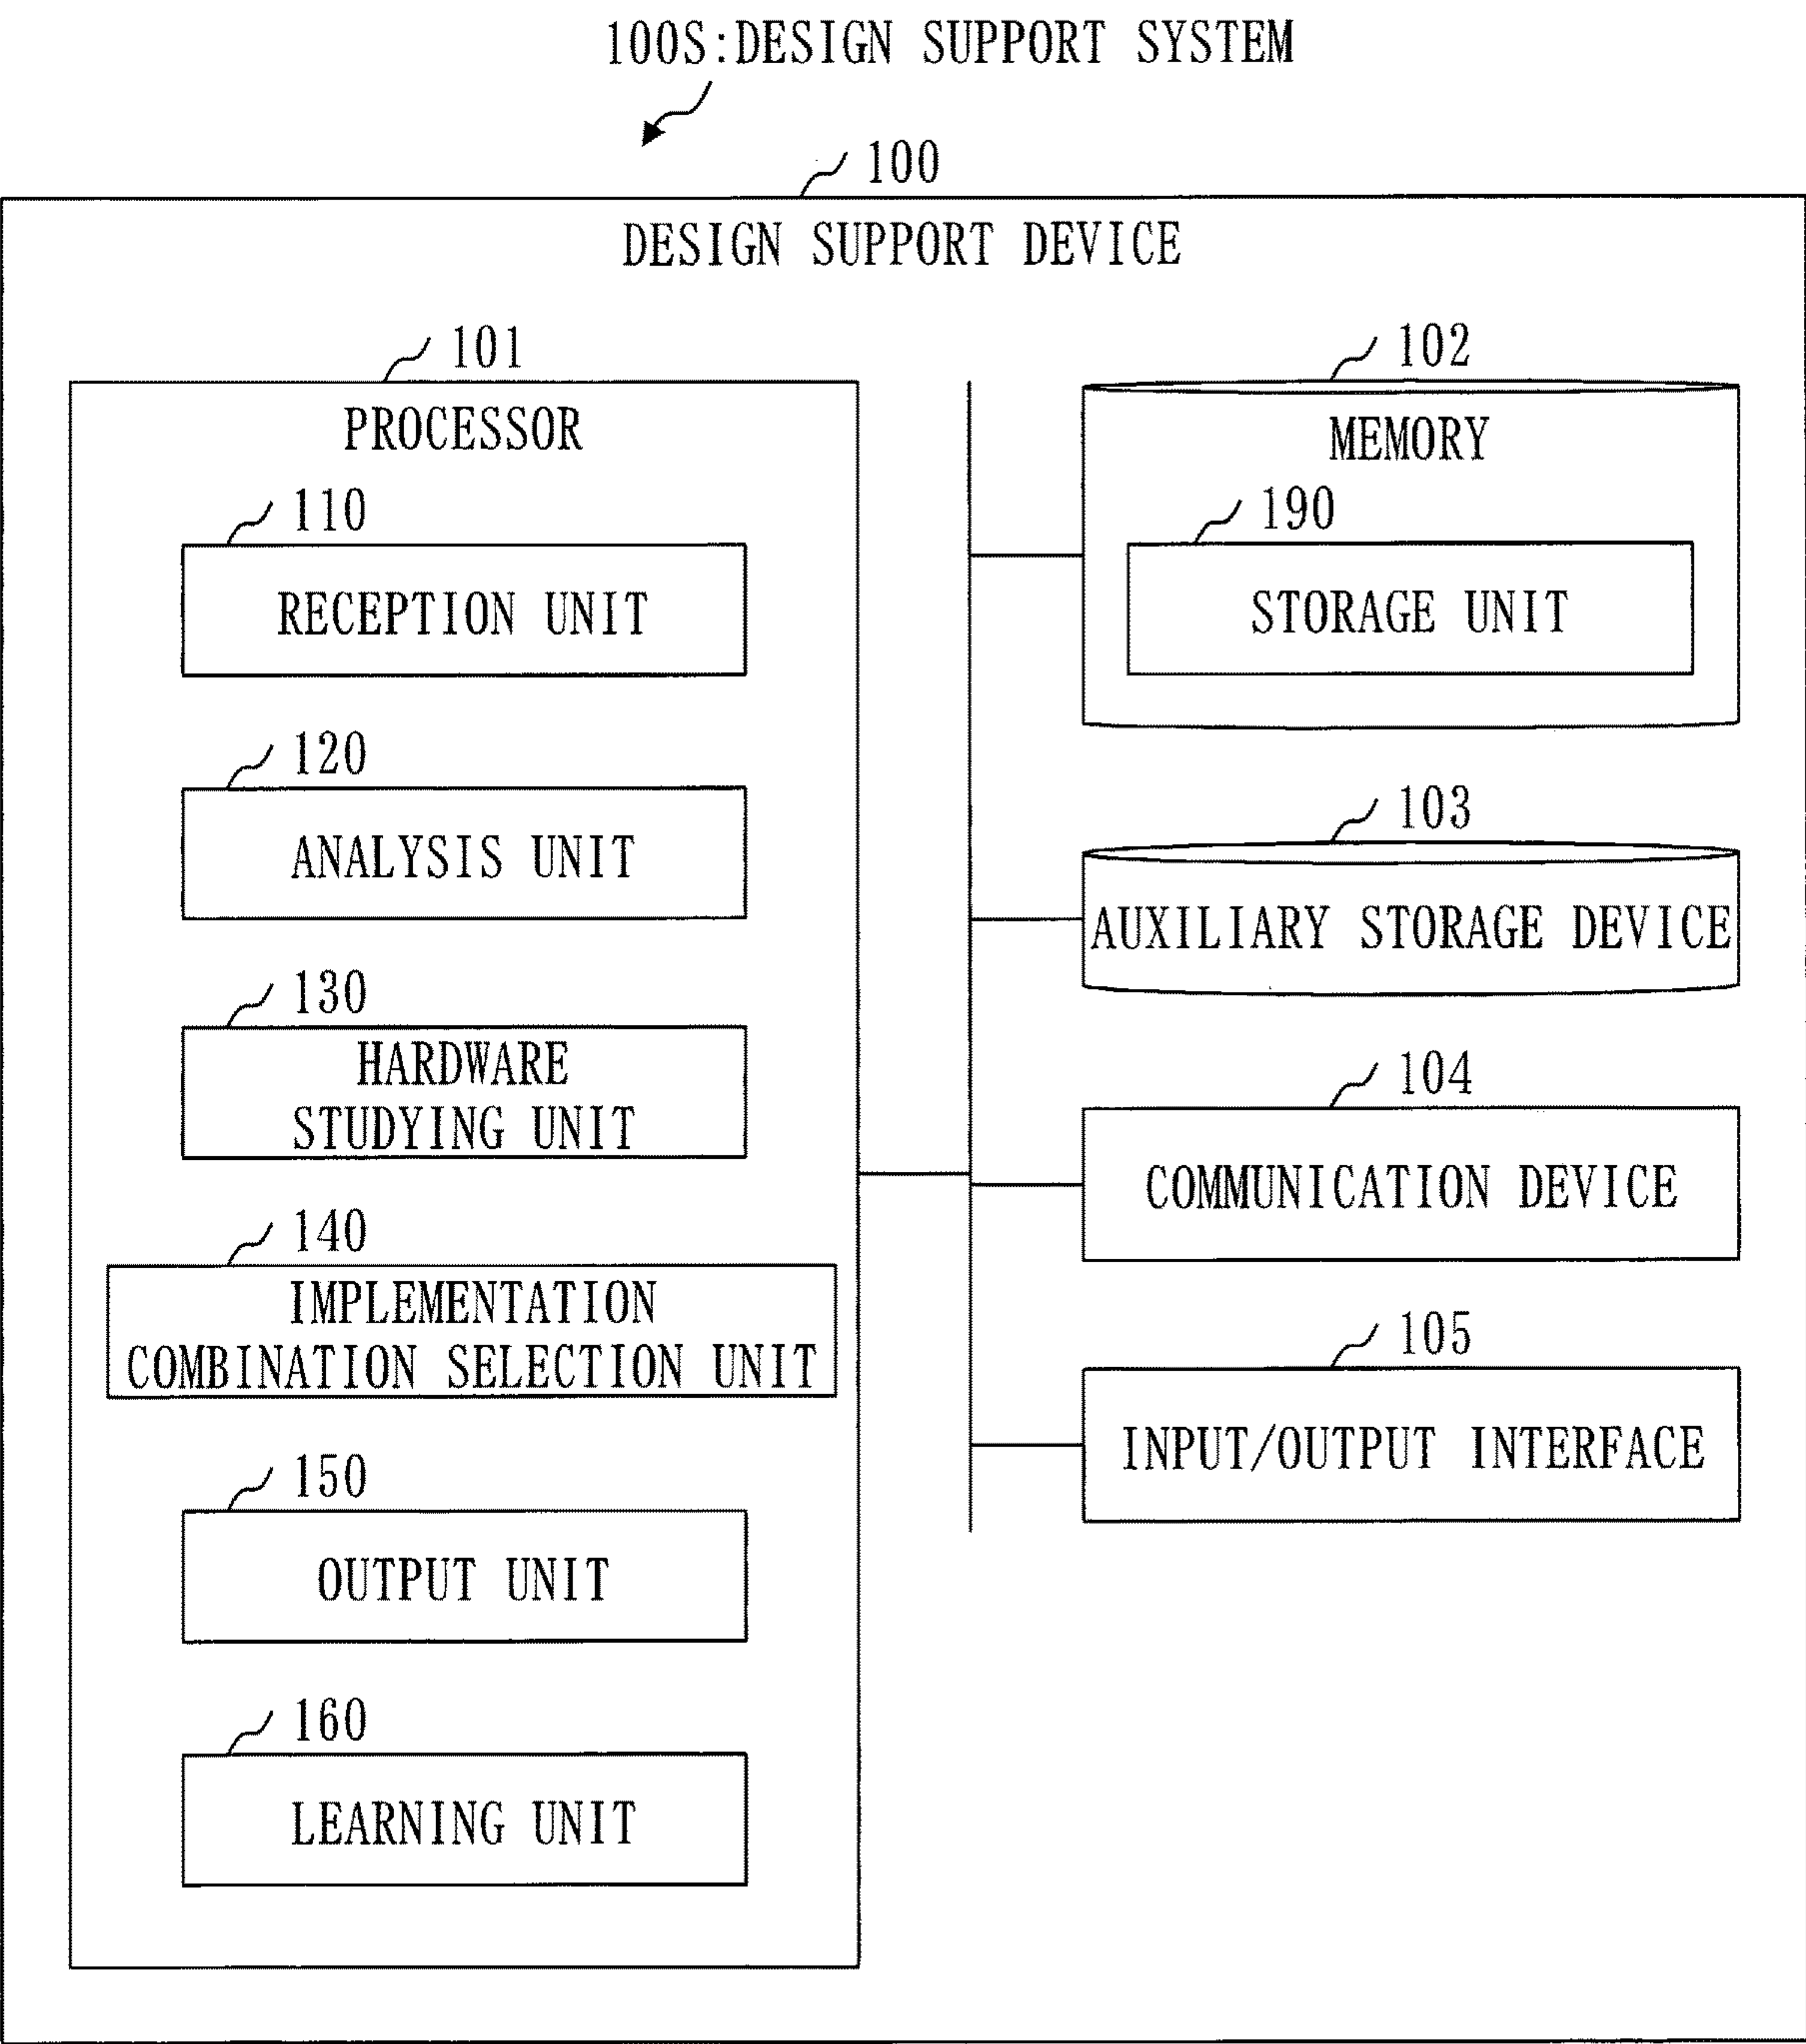 100S:DESIGN SUPPORT SYSTEM
100
DESIGN SUPPORT DEVICE
101
PROCESSOR
110
RECEPTION UNIT
120
ANALYSIS UNIT
130
HARDWARE
STUDYING UNIT
140
IMPLEMENTATION
COMBINATION SELECTION UNIT
150
OUTPUT UNIT
160
LEARNING UNIT
102
MEMORY
190
STORAGE UNIT
103
AUXILIARY STORAGE DEVICE
104
COMMUNICATION DEVICE
105
INPUT/OUTPUT INTERFACE